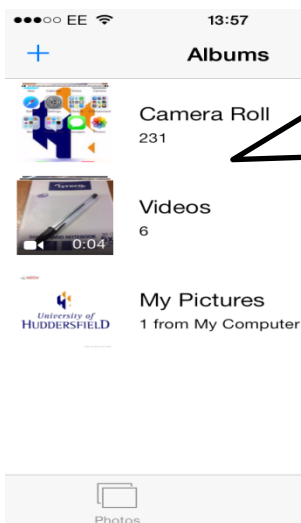 EE 13:57
+ Albums
Camera Roll
231
Videos
6
0:04
My Pictures
1 from My Computer
University of
HUDDERSFIELD
Photos